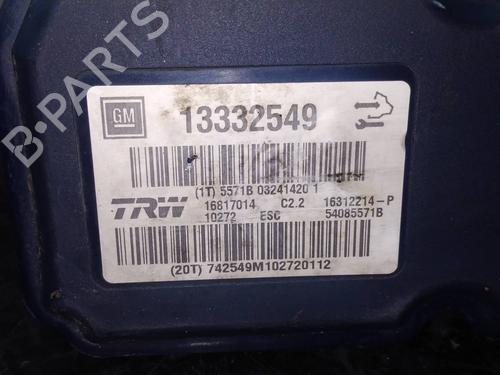 B-PARTS
GM
13332549
(1T) 5571B 03241420 1
TRW
16817014 C2.2 16312214-P
10272 ESC 54085571B
(20T) 742549M102720112